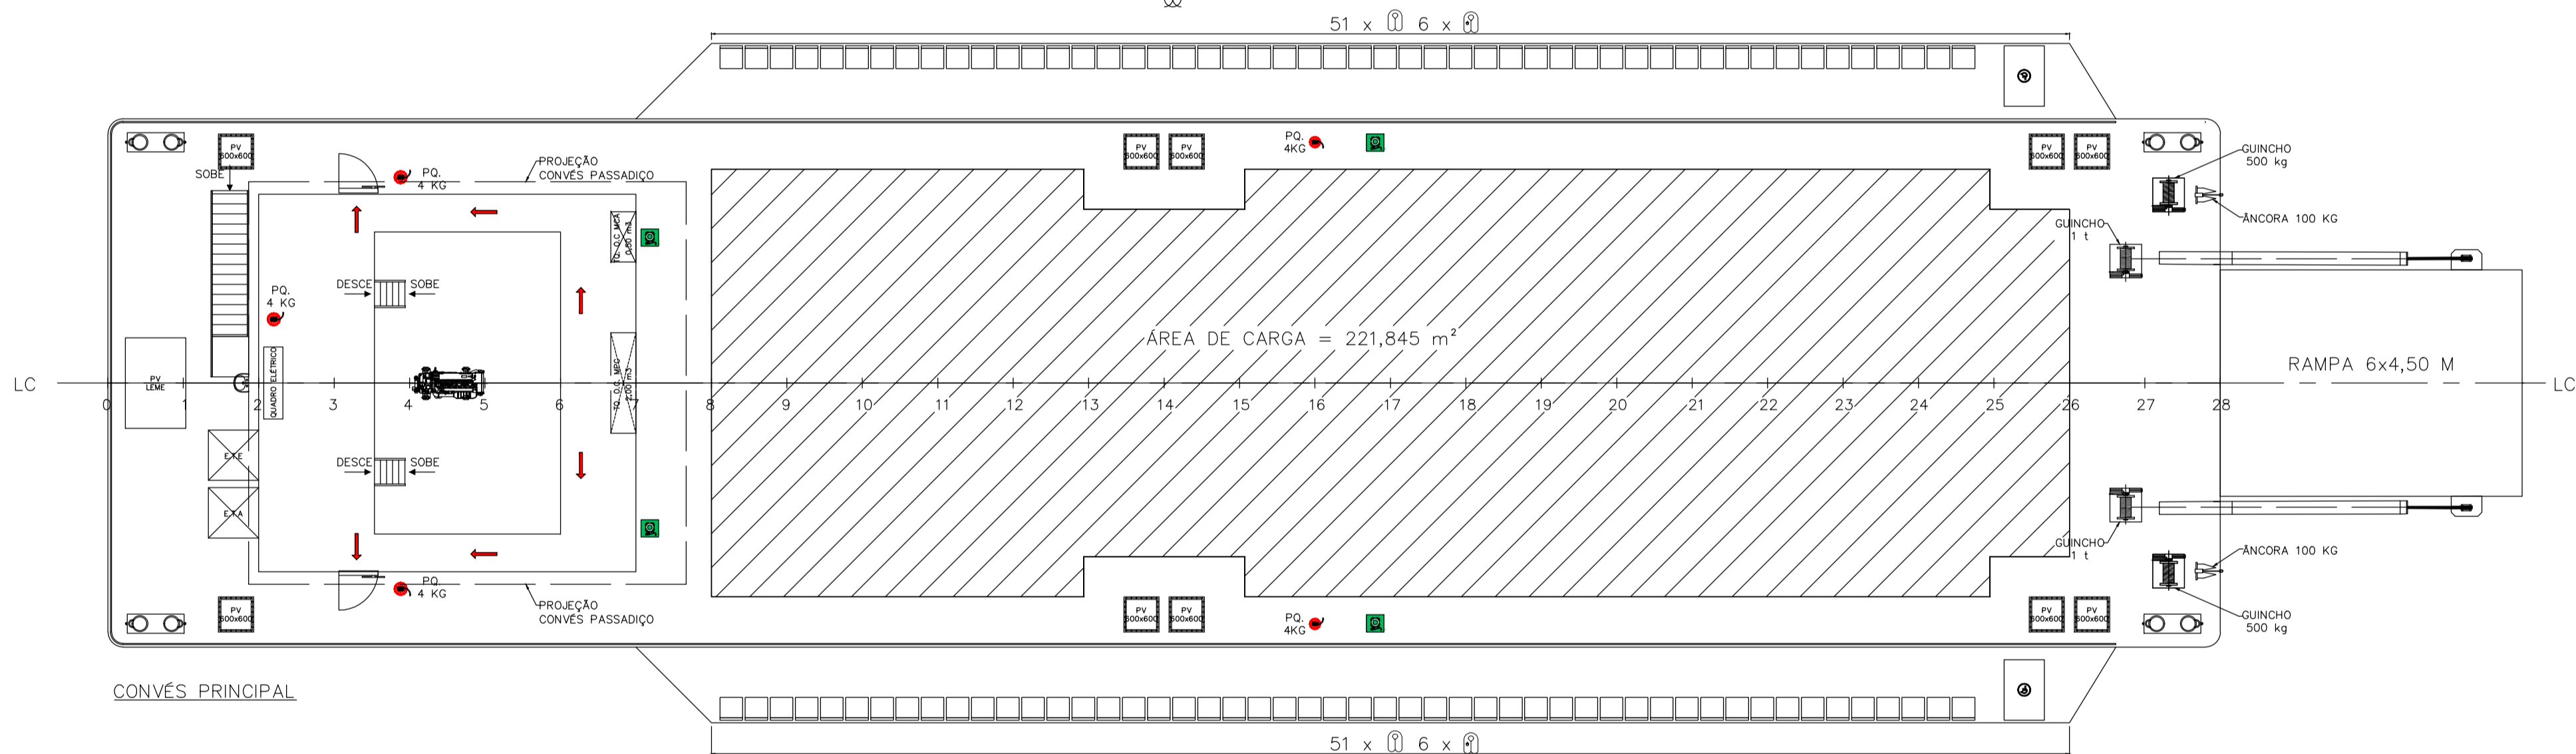 51 x 6 x
PV
600x600
PV
600x600
PV
600x600
PQ.
4KG
PV
600x600
PV
600x600
GUINCHO
500 kg
SOBE
PQ.
4 KG
PROJEÇÃO
CONVÉS PASSADIÇO
ÂNCORA 100 KG
TQ. O.C MCA
GUINCHO
1 t
DESCE
SOBE
PQ.
4 KG
ÁREA DE CARGA = 221,845 m²
RAMPA 6x4,50 M
QUADRO ELÉTRICO
PV
LEME
LC
LC
TQ. O.C. MPG
0 1 2 3 4 5 6 7 8 9 10 11 12 13 14 15 16 17 18 19 20 21 22 23 24 25 26 27 28
E.T.E
DESCE
SOBE
E.T.A
GUINCHO
1 t
ÂNCORA 100 KG
PQ.
4 KG
PROJEÇÃO
CONVÉS PASSADIÇO
PV
600x600
PV
600x600
PV
600x600
PQ.
4KG
PV
600x600
PV
600x600
GUINCHO
500 kg
CONVÉS PRINCIPAL
51 x 6 x